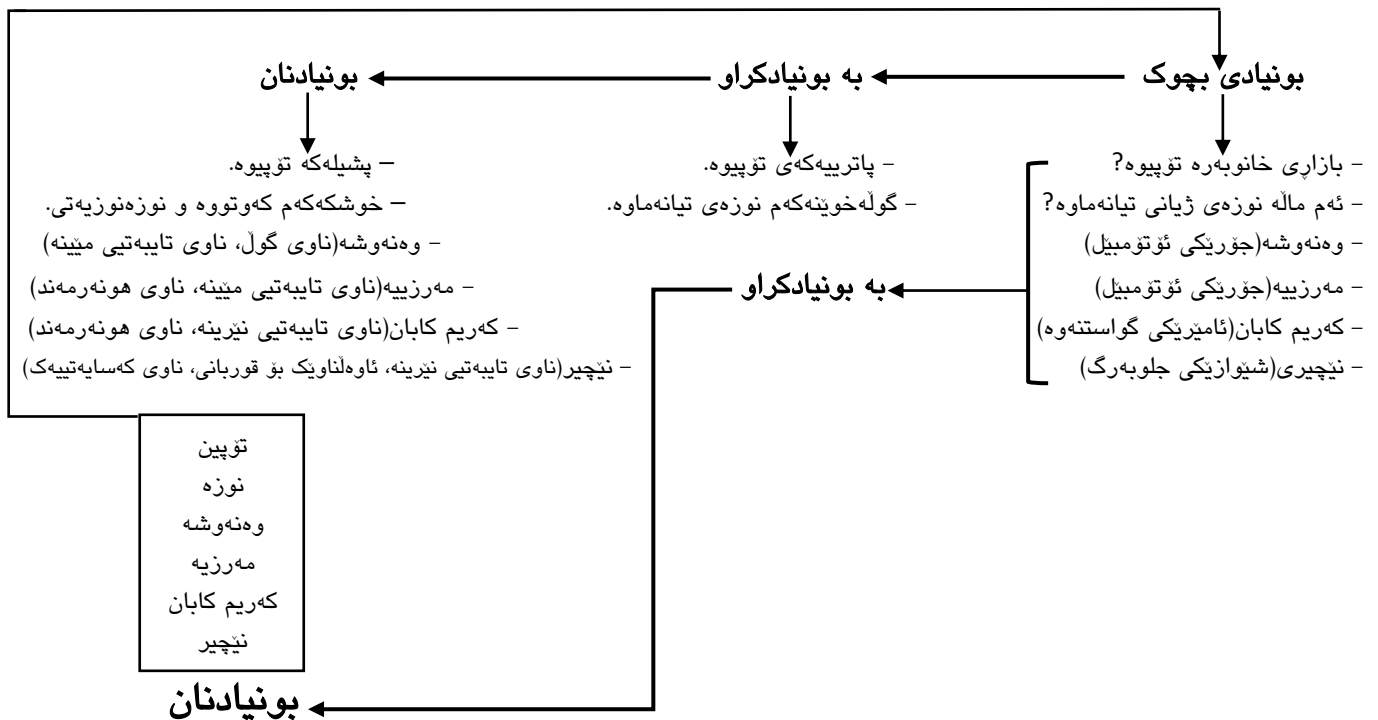 بونیادی بچوک
به بونیادکراو
بونیادنان
- بازاڕی خانوبەرە تۆپیوە?
- ئەم ماڵە نوزەی ژیانی تیانەماوە?
- وەنەوشە(جۆرێکی ئۆتۆمبێل)
- مەرزییە(جۆرێکی ئۆتۆمبێل)
- کەریم کابان(ئامێرێکی گواستنەوە)
- نێچیری(شێوازێکی جلوبەرگ)
- پاترییەکەی تۆپیوە.
- گوڵەخوێنەکەم نوزەی تیانەماوە.
به بونیادکراو
– پشیلەکە تۆپیوە.
– خوشکەکەم کەوتووە و نوزەنوزیەتی.
- وەنەوشە(ناوی گوڵ، ناوی تایبەتیی مێینە)
- مەرزییە(ناوی تایبەتیی مێینە، ناوی هونەرمەند)
- کەریم کابان(ناوی تایبەتیی نێرینە، ناوی هونەرمەند)
- نێچیر(ناوی تایبەتیی نێرینە، ئاوەڵناوێک بۆ قوربانی، ناوی کەسایەتییەک)
تۆپین
نوزە
وەنەوشە
مەرزیە
کەریم کابان
نێچیر
بونیادنان